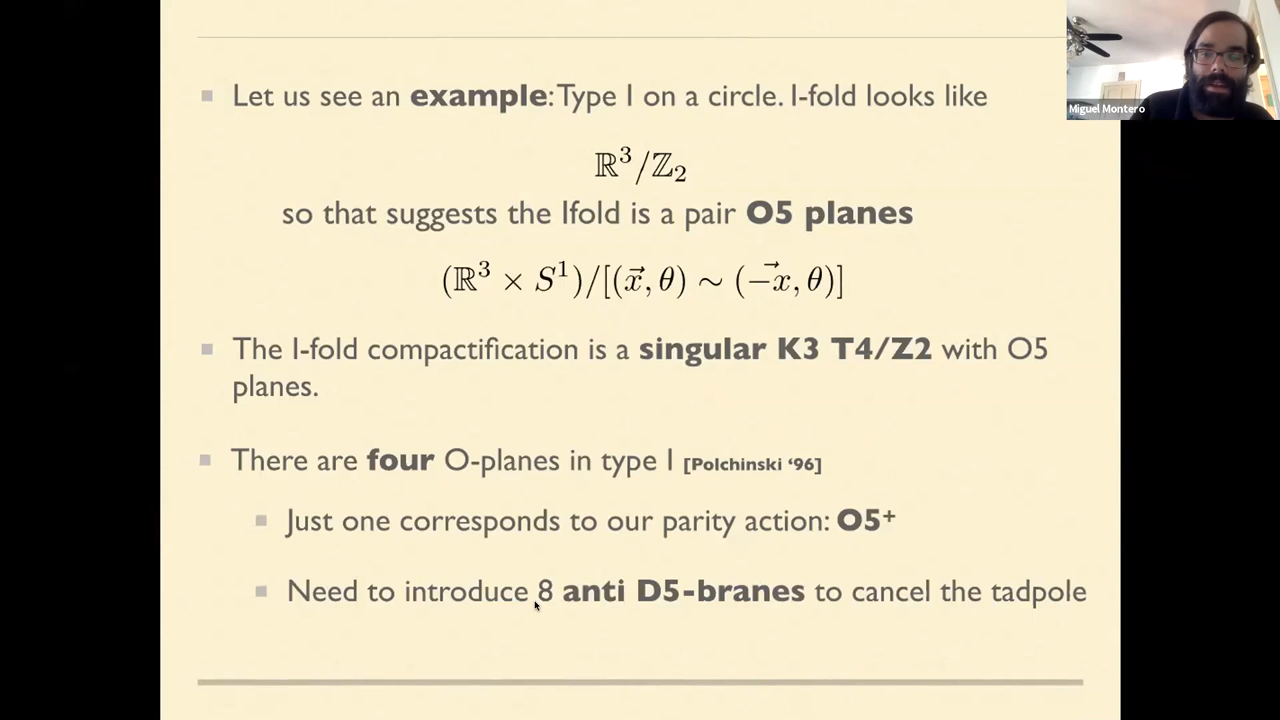 Let us see an example: Type I on a circle. I-fold looks like
ℝ³/ℤ₂
so that suggests the Ifold is a pair O5 planes
(ℝ³ × S¹)/[(x⃗, θ) ∼ (−x⃗, θ)]
The I-fold compactification is a singular K3 T4/Z2 with O5
planes.
There are four O-planes in type I [Polchinski ‘96]
Just one corresponds to our parity action: O5⁺
Need to introduce 8 anti D5-branes to cancel the tadpole
Miguel Montero